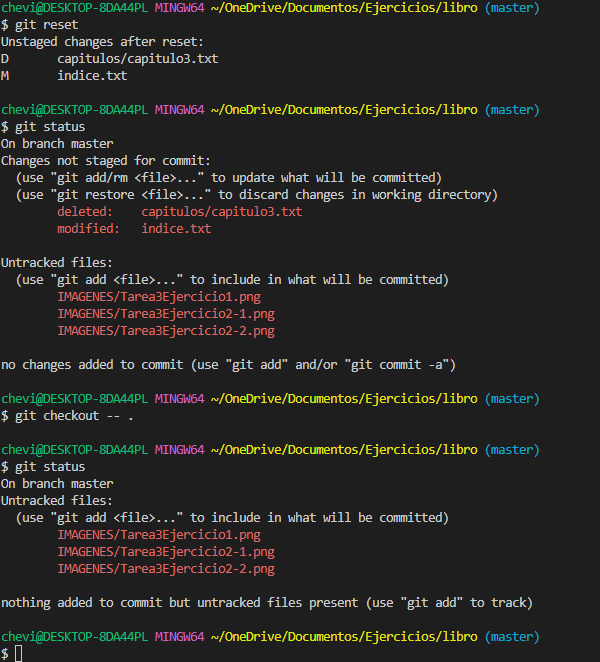 chevi@DESKTOP-8DA44PL MINGW64 ~/OneDrive/Documentos/Ejercicios/libro (master)
$ git reset
Unstaged changes after reset:
D       capitulos/capitulo3.txt
M       indice.txt

chevi@DESKTOP-8DA44PL MINGW64 ~/OneDrive/Documentos/Ejercicios/libro (master)
$ git status
On branch master
Changes not staged for commit:
  (use "git add/rm <file>..." to update what will be committed)
  (use "git restore <file>..." to discard changes in working directory)
        deleted:    capitulos/capitulo3.txt
        modified:   indice.txt

Untracked files:
  (use "git add <file>..." to include in what will be committed)
        IMAGENES/Tarea3Ejercicio1.png
        IMAGENES/Tarea3Ejercicio2-1.png
        IMAGENES/Tarea3Ejercicio2-2.png

no changes added to commit (use "git add" and/or "git commit -a")

chevi@DESKTOP-8DA44PL MINGW64 ~/OneDrive/Documentos/Ejercicios/libro (master)
$ git checkout -- .

chevi@DESKTOP-8DA44PL MINGW64 ~/OneDrive/Documentos/Ejercicios/libro (master)
$ git status
On branch master
Untracked files:
  (use "git add <file>..." to include in what will be committed)
        IMAGENES/Tarea3Ejercicio1.png
        IMAGENES/Tarea3Ejercicio2-1.png
        IMAGENES/Tarea3Ejercicio2-2.png

nothing added to commit but untracked files present (use "git add" to track)

chevi@DESKTOP-8DA44PL MINGW64 ~/OneDrive/Documentos/Ejercicios/libro (master)
$